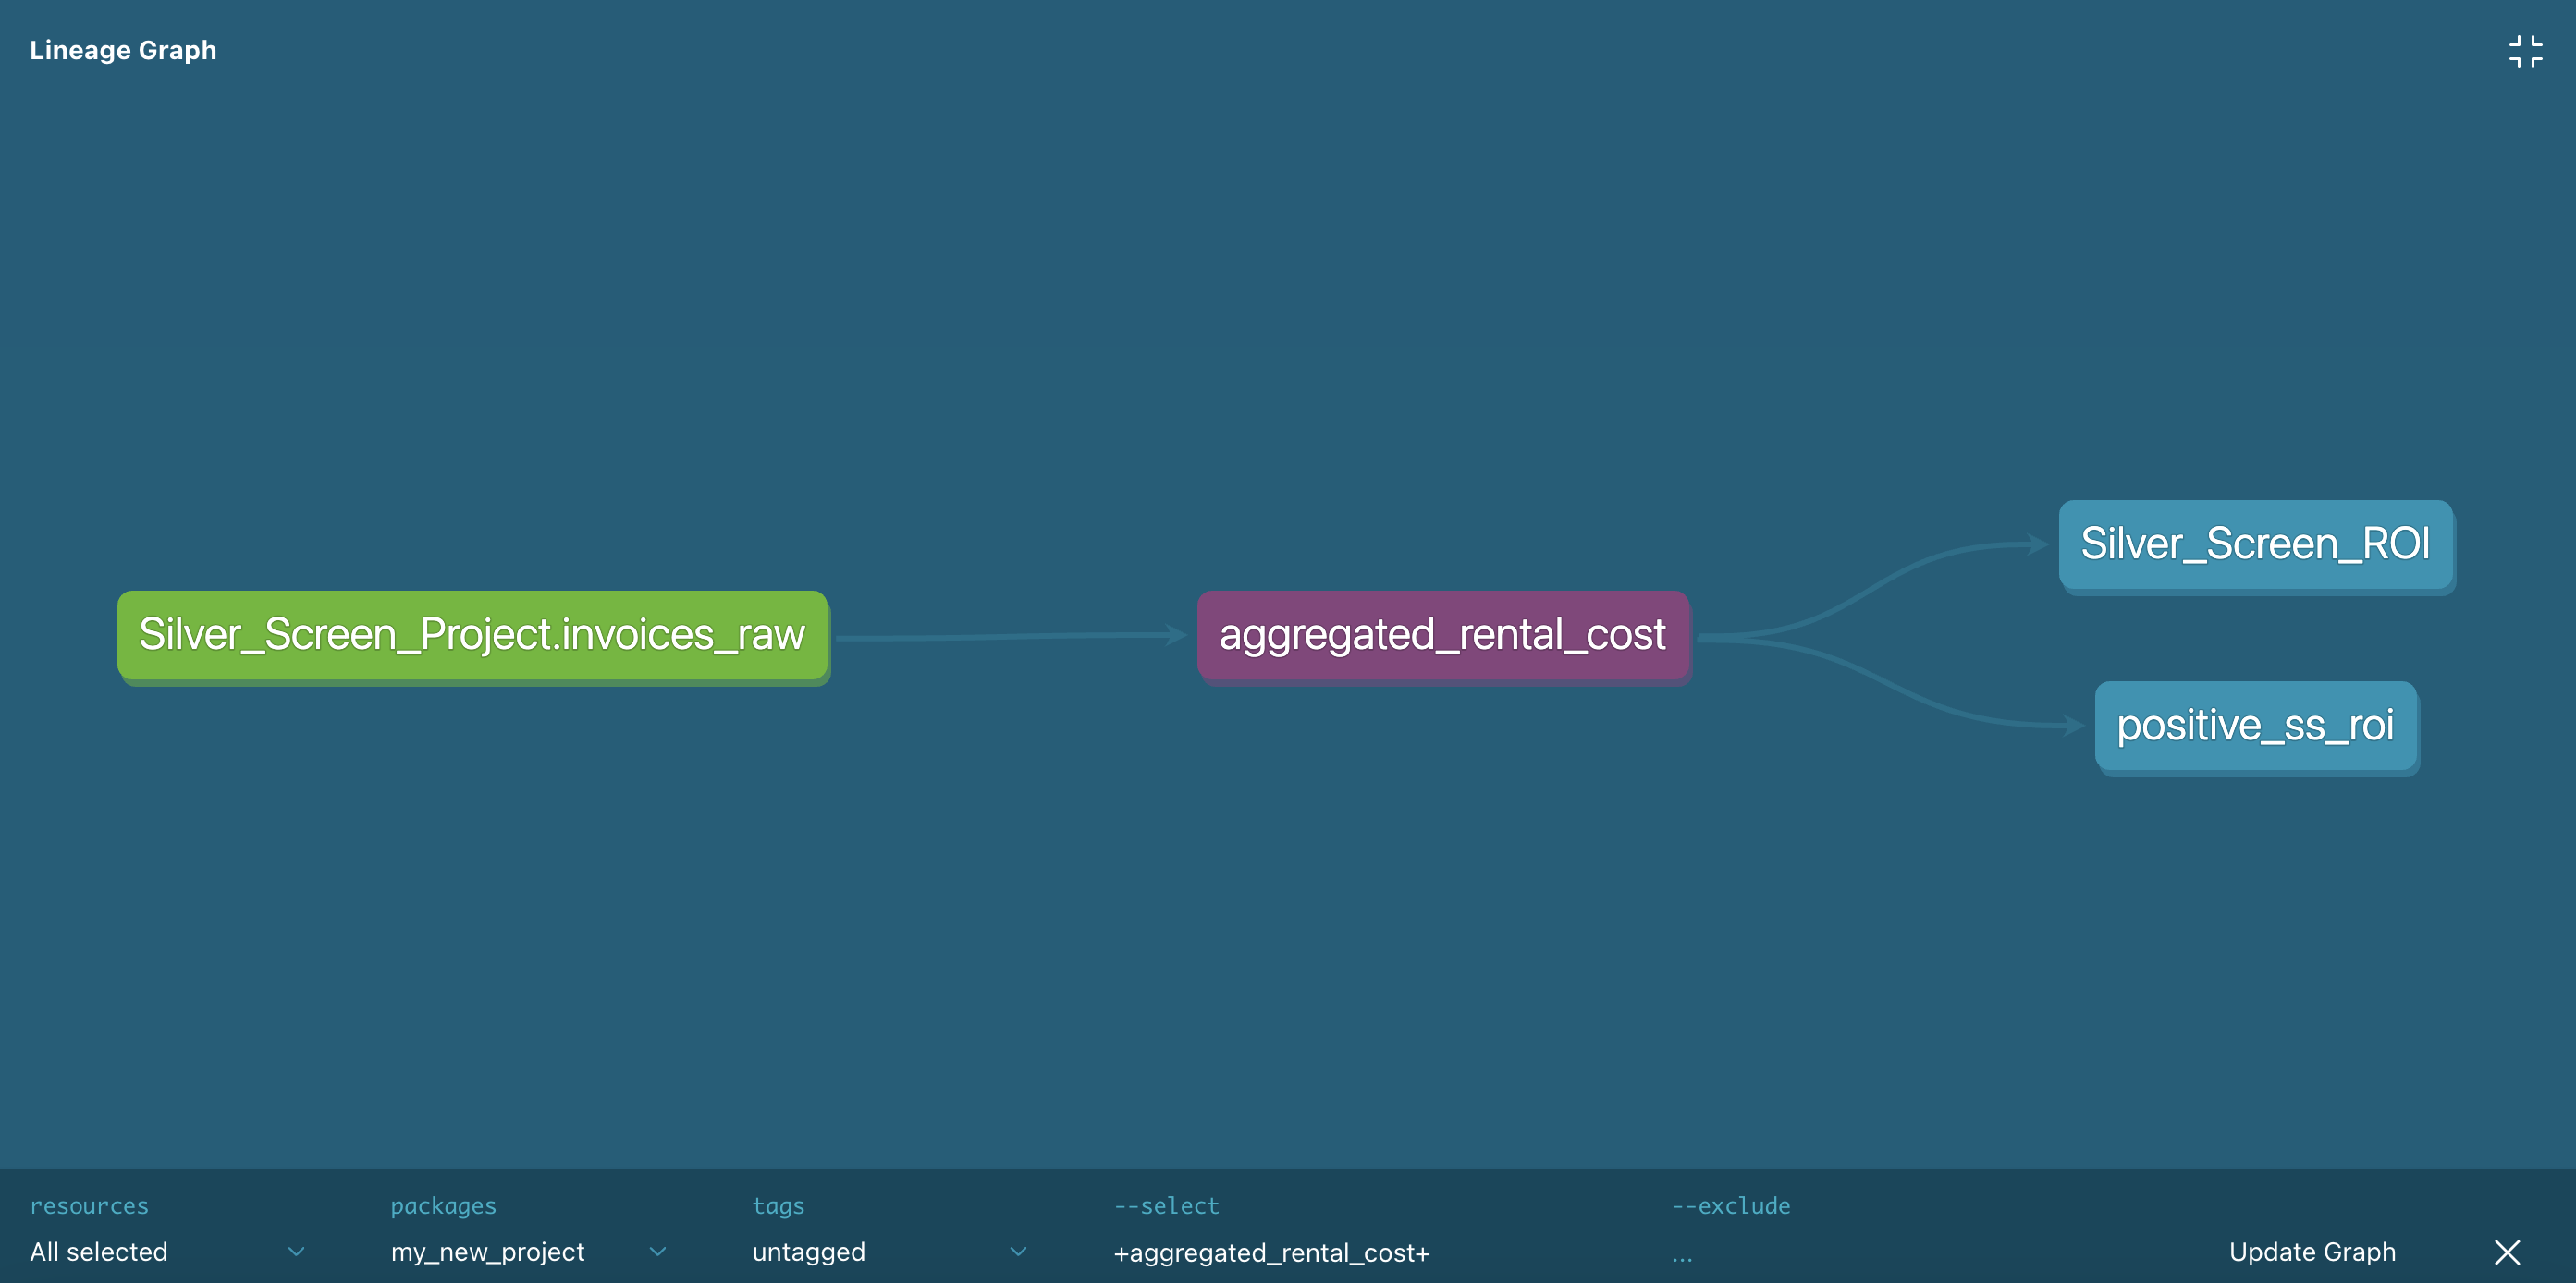 Lineage Graph
Silver_Screen_ROI
Silver_Screen_Project.invoices_raw
aggregated_rental_cost
positive_ss_roi
resources
packages
tags
--select
--exclude
All selected
my_new_project
untagged
+aggregated_rental_cost+
...
Update Graph